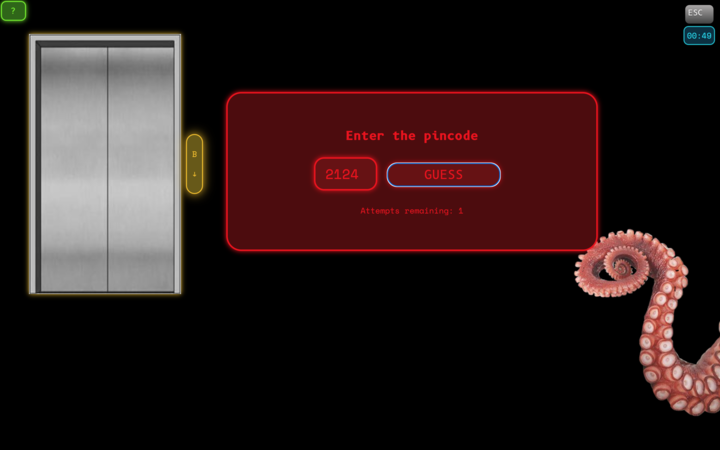 ?
ESC
00:49
Enter the pincode
B
↓
2124
GUESS
Attempts remaining: 1